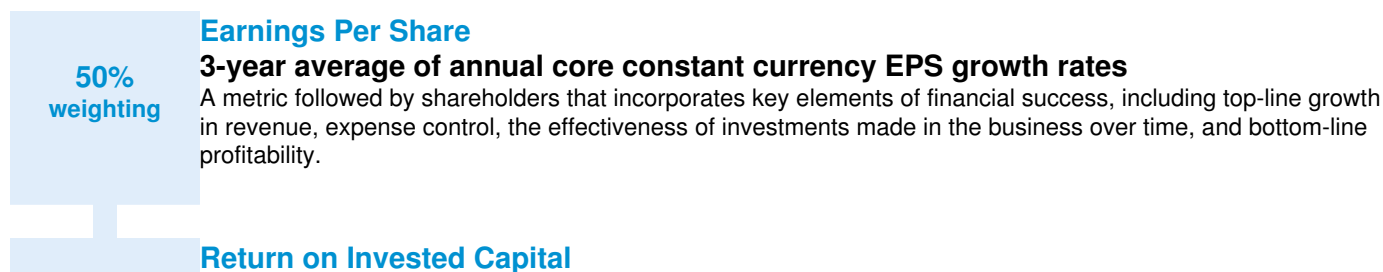 Earnings Per Share
50%
weighting
3-year average of annual core constant currency EPS growth rates
A metric followed by shareholders that incorporates key elements of financial success, including top-line growth
in revenue, expense control, the effectiveness of investments made in the business over time, and bottom-line
profitability.
Return on Invested Capital